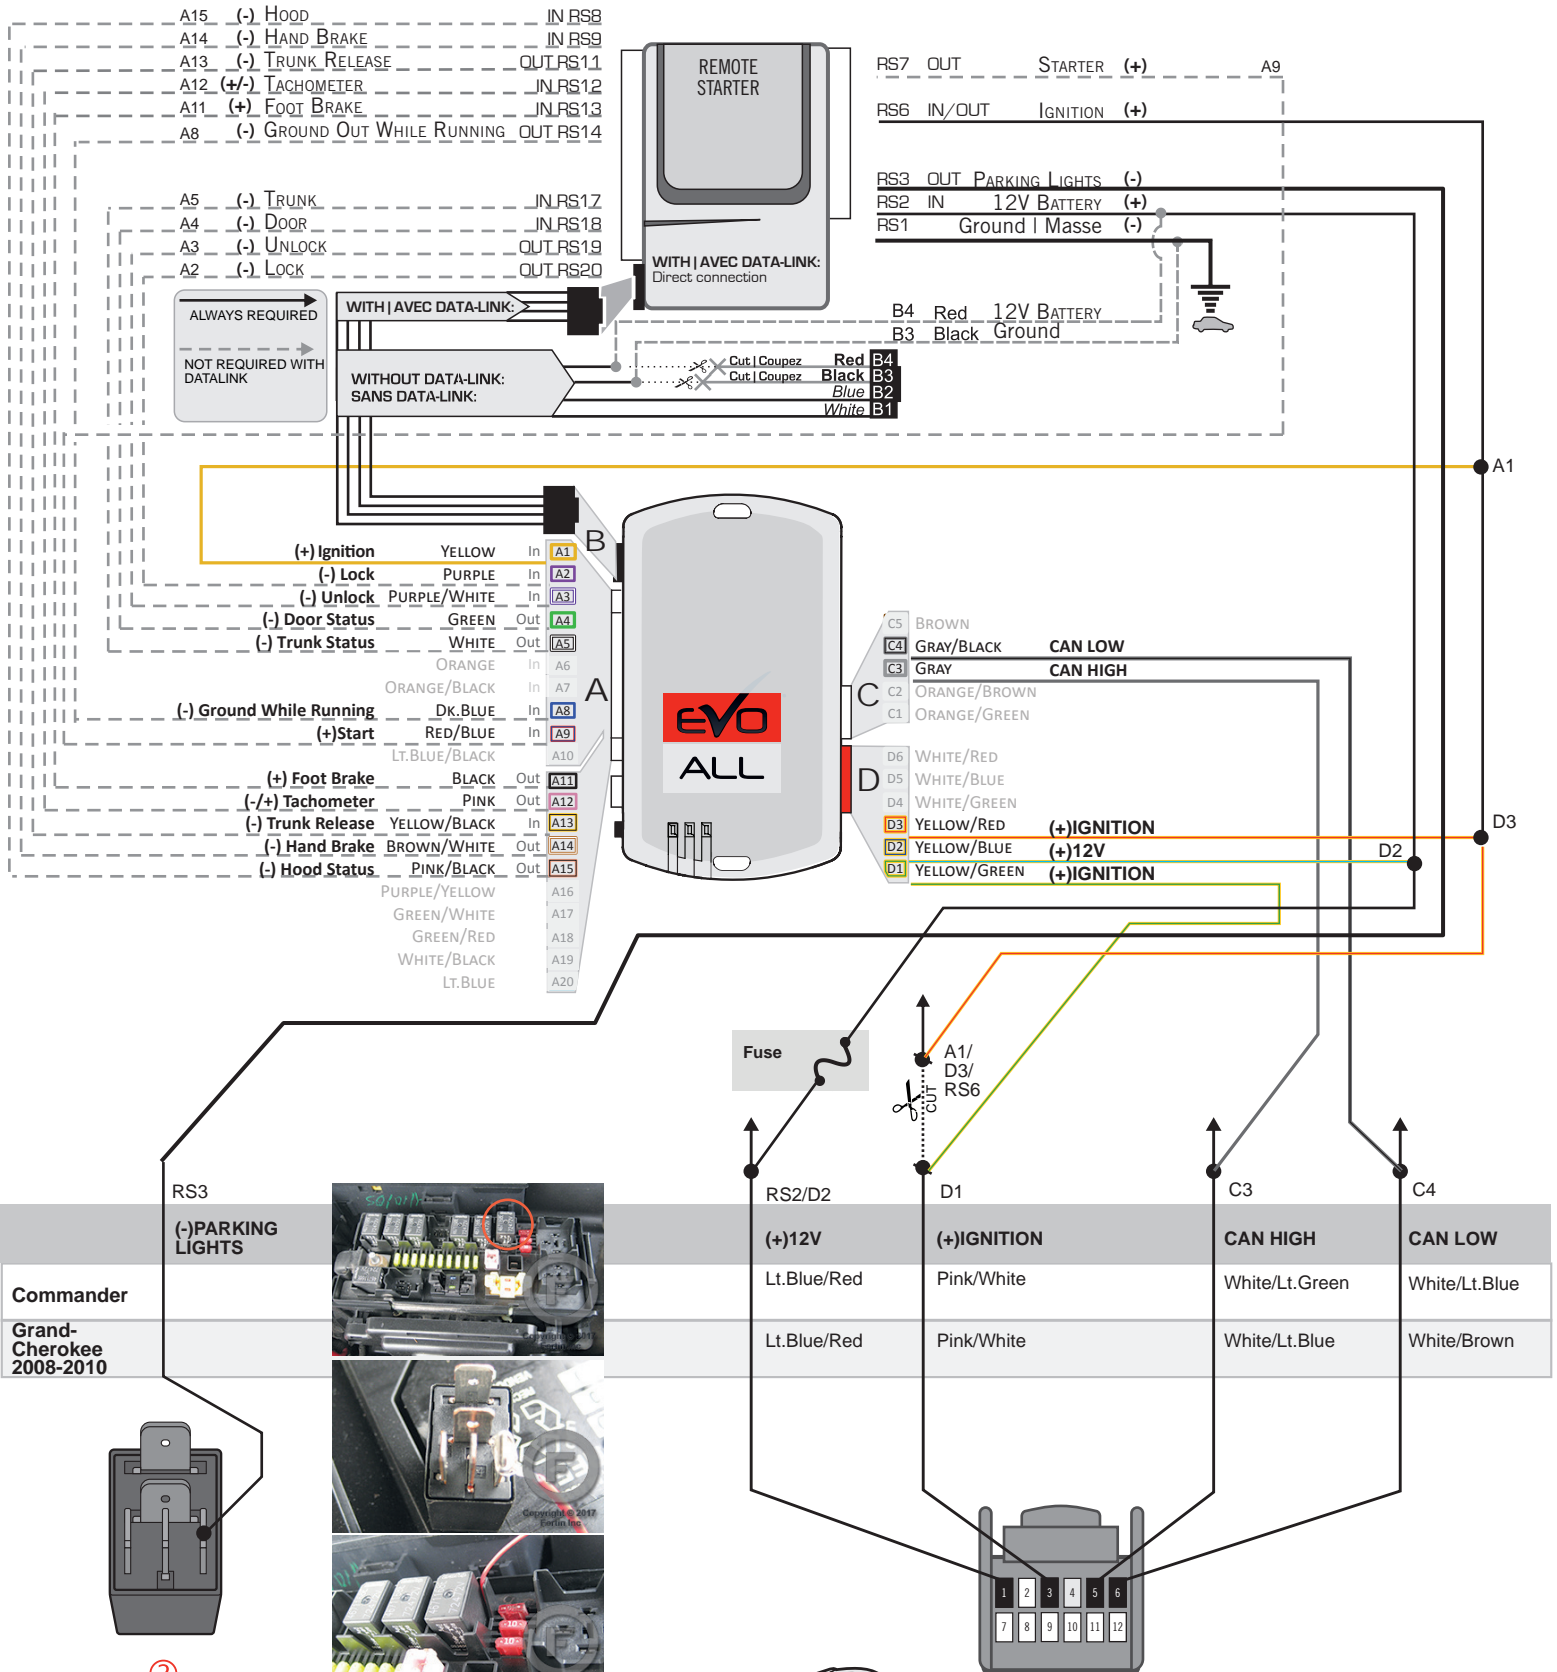 A15 (-) HOOD IN RS8
A14 (-) HAND BRAKE IN RS9
A13 (-) TRUNK RELEASE OUT RS11
A12 (+/-) TACHOMETER IN RS12
A11 (+) FOOT BRAKE IN RS13
A8 (-) GROUND OUT WHILE RUNNING OUT RS14
A5 (-) TRUNK IN RS17
A4 (-) DOOR IN RS18
A3 (-) UNLOCK OUT RS19
A2 (-) LOCK OUT RS20
REMOTE
STARTER
WITH | AVEC DATA-LINK:
Direct connection
RS7 OUT STARTER (+) A9
RS6 IN/OUT IGNITION (+)
RS3 OUT PARKING LIGHTS (-)
RS2 IN 12V BATTERY (+)
RS1 Ground | Masse (-)
ALWAYS REQUIRED
NOT REQUIRED WITH
DATALINK
WITH | AVEC DATA-LINK:
WITHOUT DATA-LINK:
SANS DATA-LINK:
B4 Red 12V BATTERY
B3 Black Ground
Cut | Coupez Red B4
Cut | Coupez Black B3
Blue B2
White B1
A1
B
(+) Ignition YELLOW In A1
(-) Lock PURPLE In A2
(-) Unlock PURPLE/WHITE In A3
(-) Door Status GREEN Out A4
(-) Trunk Status WHITE Out A5
ORANGE In A6
ORANGE/BLACK In A7
(-) Ground While Running DK.BLUE In A8
(+)Start RED/BLUE In A9
LT.BLUE/BLACK A10
(+) Foot Brake BLACK Out A11
(-/+) Tachometer PINK Out A12
(-) Trunk Release YELLOW/BLACK In A13
(-) Hand Brake BROWN/WHITE Out A14
(-) Hood Status PINK/BLACK Out A15
PURPLE/YELLOW A16
GREEN/WHITE A17
GREEN/RED A18
WHITE/BLACK A19
LT.BLUE A20
A
EVO
ALL
C
C5 BROWN
C4 GRAY/BLACK CAN LOW
C3 GRAY CAN HIGH
C2 ORANGE/BROWN
C1 ORANGE/GREEN
D
D6 WHITE/RED
D5 WHITE/BLUE
D4 WHITE/GREEN
D3 YELLOW/RED (+)IGNITION D3
D2 YELLOW/BLUE (+)12V D2
D1 YELLOW/GREEN (+)IGNITION
Fuse
A1/
D3/
RS6
CUT
RS3 RS2/D2 D1 C3 C4
(-)PARKING
LIGHTS
(+)12V (+)IGNITION CAN HIGH CAN LOW
Commander Lt.Blue/Red Pink/White White/Lt.Green White/Lt.Blue
Grand-
Cherokee
2008-2010
Lt.Blue/Red Pink/White White/Lt.Blue White/Brown
Copyright © 2017
Fortin Inc
Copyright © 2017
Fortin Inc
1 2 3 4 5 6
7 8 9 10 11 12